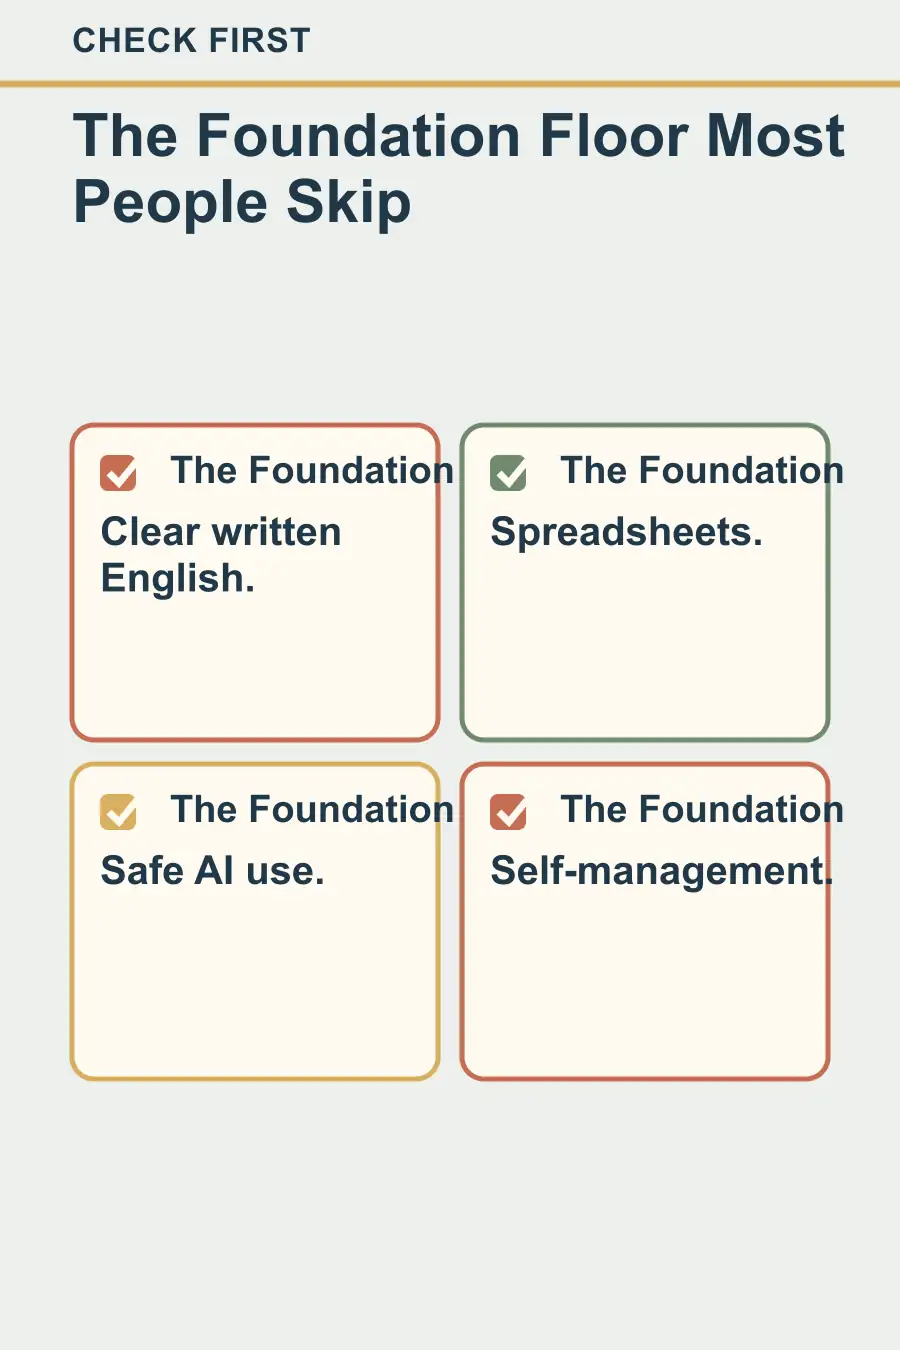 CHECK FIRST
The Foundation Floor Most
People Skip
The Foundation
Clear written
English.
The Foundation
Spreadsheets.
The Foundation
Safe AI use.
The Foundation
Self-management.